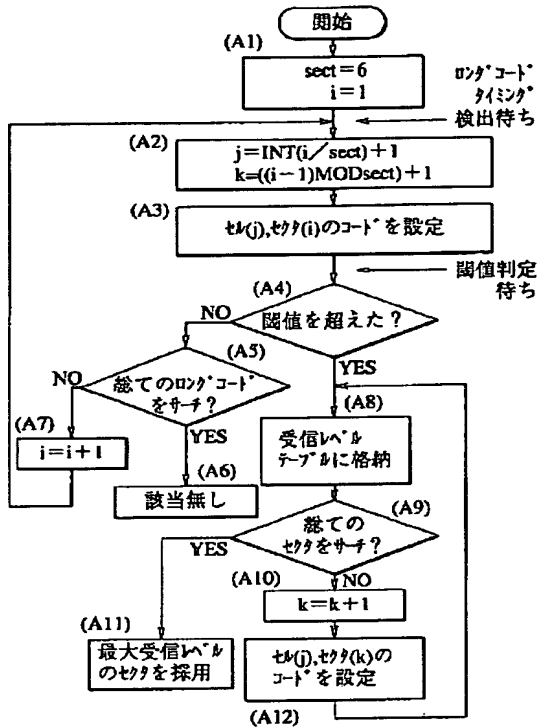 開始
(A1)
sect=6
i=1
ロングコード
タイミング
検出待ち
(A2)
j=INT(i/sect)+1
k=((i-1)MODsect)+1
(A3)
セル(j),セクタ(i)のコードを設定
閾値判定
待ち
(A4)
NO
閾値を超えた?
YES
(A5)
NO
総てのロングコード
をサーチ?
YES
(A7)
i=i+1
(A6)
該当無し
(A8)
受信レベル
テーブルに格納
(A9)
総ての
セクタをサーチ?
YES
NO
(A10)
k=k+1
(A11)
最大受信レベル
のセクタを採用
セル(j),セクタ(k)の
コードを設定
(A12)